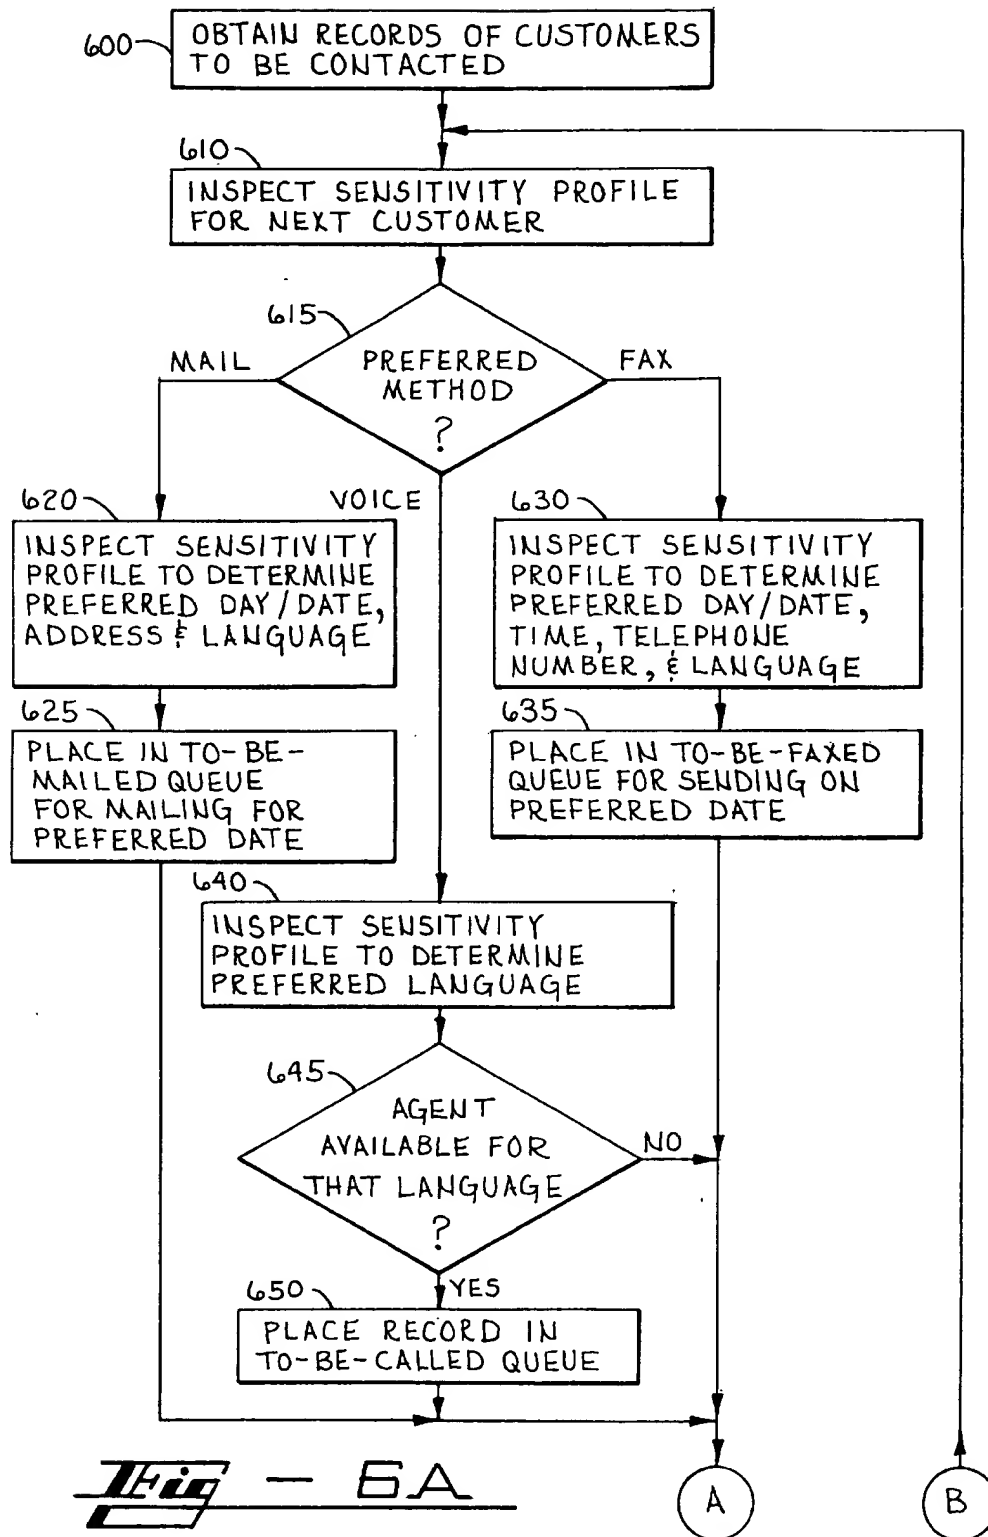 600
OBTAIN RECORDS OF CUSTOMERS
TO BE CONTACTED
610
INSPECT SENSITIVITY PROFILE
FOR NEXT CUSTOMER
615
PREFERRED
METHOD
?
MAIL
FAX
VOICE
620
INSPECT SENSITIVITY
PROFILE TO DETERMINE
PREFERRED DAY/DATE,
ADDRESS & LANGUAGE
630
INSPECT SENSITIVITY
PROFILE TO DETERMINE
PREFERRED DAY/DATE,
TIME, TELEPHONE
NUMBER, & LANGUAGE
625
PLACE IN TO-BE-
MAILED QUEUE
FOR MAILING FOR
PREFERRED DATE
635
PLACE IN TO-BE-FAXED
QUEUE FOR SENDING ON
PREFERRED DATE
640
INSPECT SENSITIVITY
PROFILE TO DETERMINE
PREFERRED LANGUAGE
645
AGENT
AVAILABLE FOR
THAT LANGUAGE
?
NO
YES
650
PLACE RECORD IN
TO-BE-CALLED QUEUE
Fig - 6A
A
B